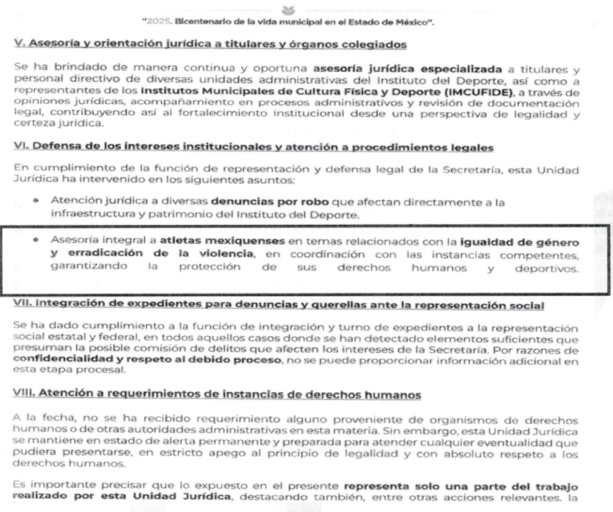 "2025. Bicentenario de la vida municipal en el Estado de México".
V. Asesoría y orientación jurídica a titulares y órganos colegiados
Se ha brindado de manera continua y oportuna asesoría jurídica especializada a titulares y
personal directivo de diversas unidades administrativas del Instituto del Deporte, así como a
representantes de los Institutos Municipales de Cultura Física y Deporte (IMCUFIDE), a través de
opiniones jurídicas, acompañamiento en procesos administrativos y revisión de documentación
legal, contribuyendo así al fortalecimiento institucional desde una perspectiva de legalidad y
certeza jurídica.
VI. Defensa de los intereses institucionales y atención a procedimientos legales
En cumplimiento de la función de representación y defensa legal de la Secretaría, esta Unidad
Jurídica ha intervenido en los siguientes asuntos:
• Atención jurídica a diversas denuncias por robo que afectan directamente a la
infraestructura y patrimonio del Instituto del Deporte.
• Asesoría integral a atletas mexiquenses en temas relacionados con la igualdad de género
y erradicación de la violencia, en coordinación con las instancias competentes,
garantizando la protección de sus derechos humanos y deportivos.
VII. Integración de expedientes para denuncias y querellas ante la representación social
Se ha dado cumplimiento a la función de integración y turno de expedientes a la representación
social estatal y federal, en todos aquellos casos donde se han detectado elementos suficientes que
presuman la posible comisión de delitos que afecten los intereses de la Secretaría. Por razones de
confidencialidad y respeto al debido proceso, no se puede proporcionar información adicional en
esta etapa procesal.
VIII. Atención a requerimientos de instancias de derechos humanos
A la fecha, no se ha recibido requerimiento alguno proveniente de organismos de derechos
humanos o de otras autoridades administrativas en esta materia. Sin embargo, esta Unidad Jurídica
se mantiene en estado de alerta permanente y preparada para atender cualquier eventualidad que
pudiera presentarse, en estricto apego al principio de legalidad y con absoluto respeto a los
derechos humanos.
Es importante precisar que lo expuesto en el presente representa solo una parte del trabajo
realizado por esta Unidad Jurídica, destacando también, entre otras acciones relevantes, la